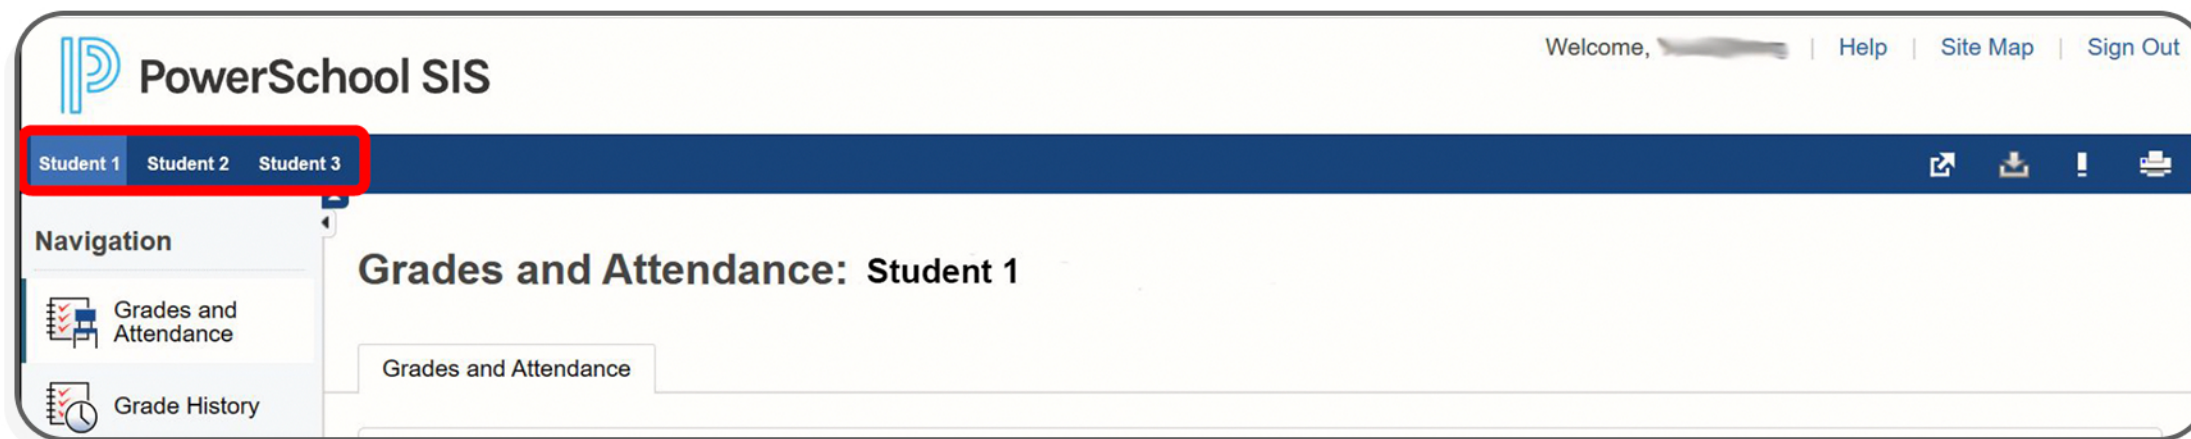 PowerSchool SIS
Welcome, | Help | Site Map | Sign Out
Student 1 Student 2 Student 3
Navigation
Grades and Attendance: Student 1
Grades and
Attendance
Grades and Attendance
Grade History